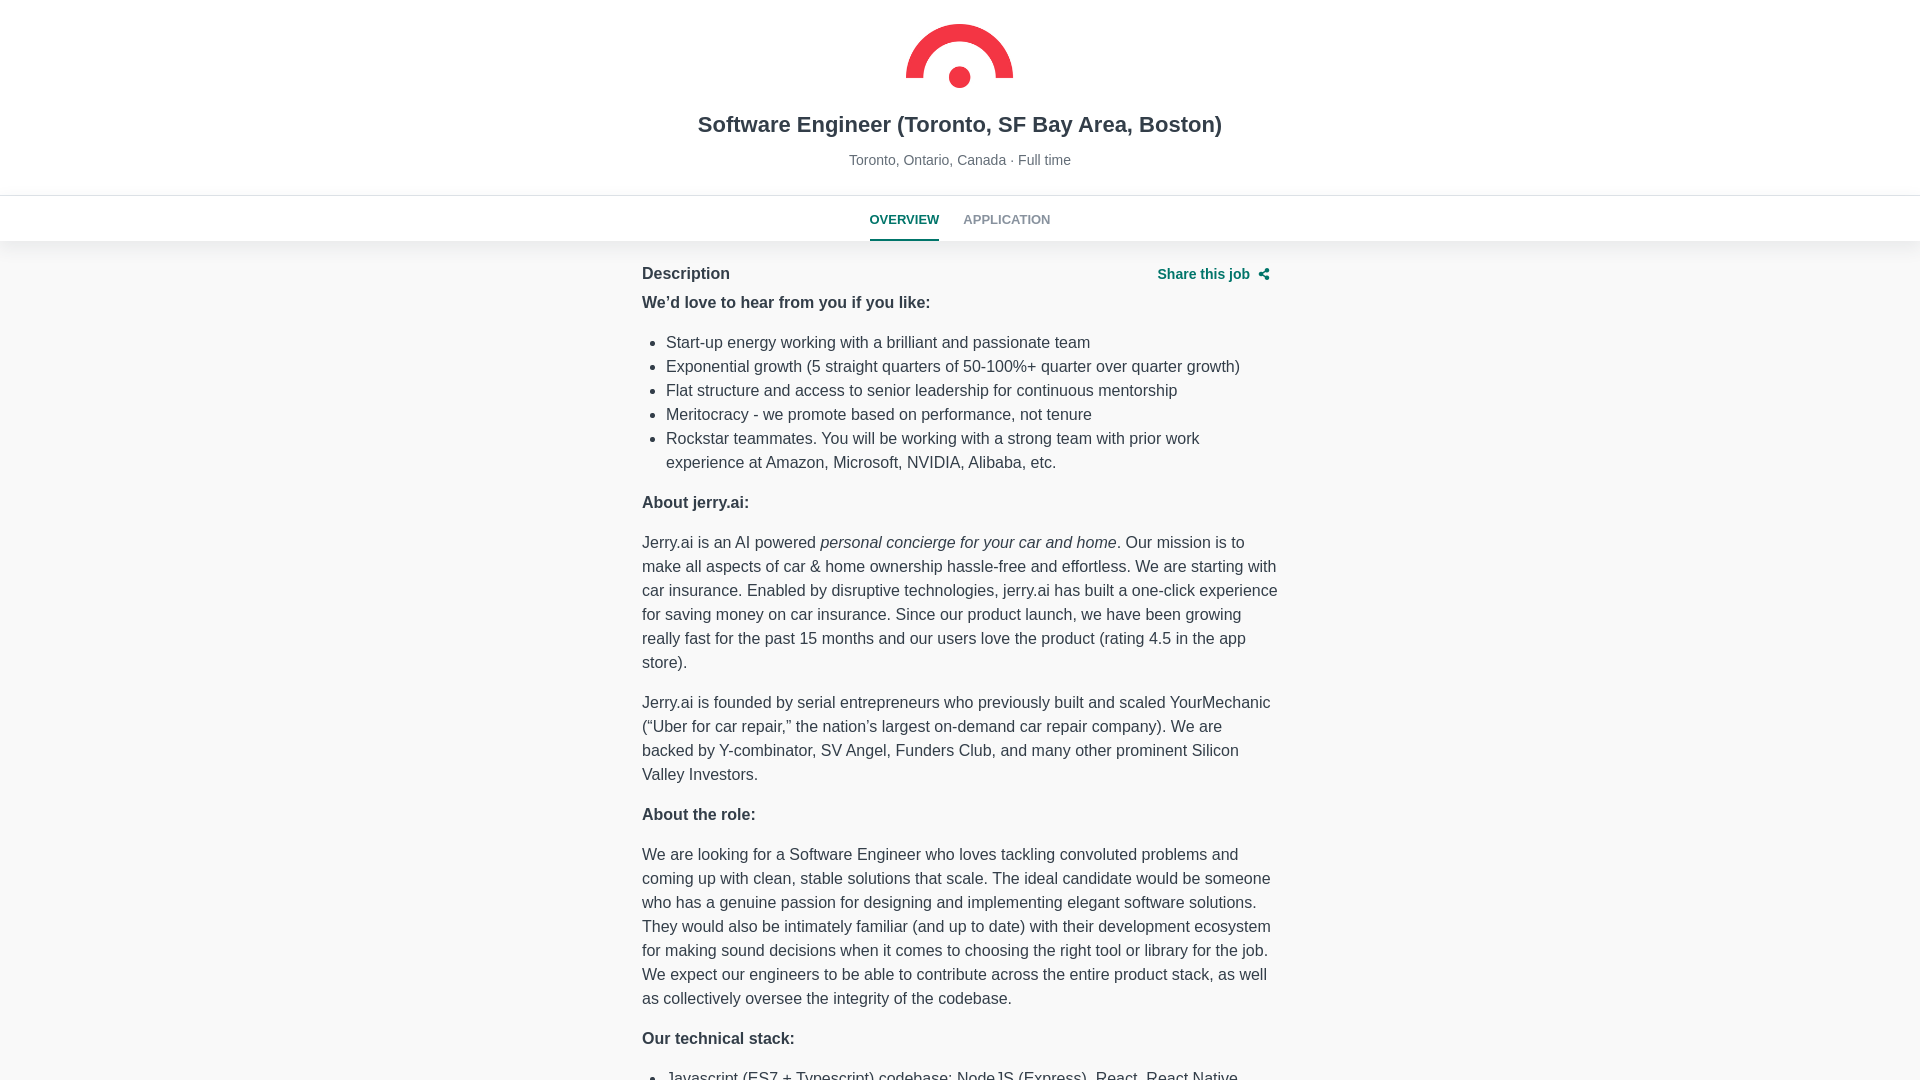 Software Engineer (Toronto, SF Bay Area, Boston)
Toronto, Ontario, Canada · Full time
OVERVIEW APPLICATION
Description Share this job
We’d love to hear from you if you like:
• Start-up energy working with a brilliant and passionate team
• Exponential growth (5 straight quarters of 50-100%+ quarter over quarter growth)
• Flat structure and access to senior leadership for continuous mentorship
• Meritocracy - we promote based on performance, not tenure
• Rockstar teammates. You will be working with a strong team with prior work
experience at Amazon, Microsoft, NVIDIA, Alibaba, etc.
About jerry.ai:
Jerry.ai is an AI powered personal concierge for your car and home. Our mission is to
make all aspects of car & home ownership hassle-free and effortless. We are starting with
car insurance. Enabled by disruptive technologies, jerry.ai has built a one-click experience
for saving money on car insurance. Since our product launch, we have been growing
really fast for the past 15 months and our users love the product (rating 4.5 in the app
store).
Jerry.ai is founded by serial entrepreneurs who previously built and scaled YourMechanic
(“Uber for car repair,” the nation’s largest on-demand car repair company). We are
backed by Y-combinator, SV Angel, Funders Club, and many other prominent Silicon
Valley Investors.
About the role:
We are looking for a Software Engineer who loves tackling convoluted problems and
coming up with clean, stable solutions that scale. The ideal candidate would be someone
who has a genuine passion for designing and implementing elegant software solutions.
They would also be intimately familiar (and up to date) with their development ecosystem
for making sound decisions when it comes to choosing the right tool or library for the job.
We expect our engineers to be able to contribute across the entire product stack, as well
as collectively oversee the integrity of the codebase.
Our technical stack:
• Javascript (ES7 + Typescript) codebase: NodeJS (Express), React, React Native